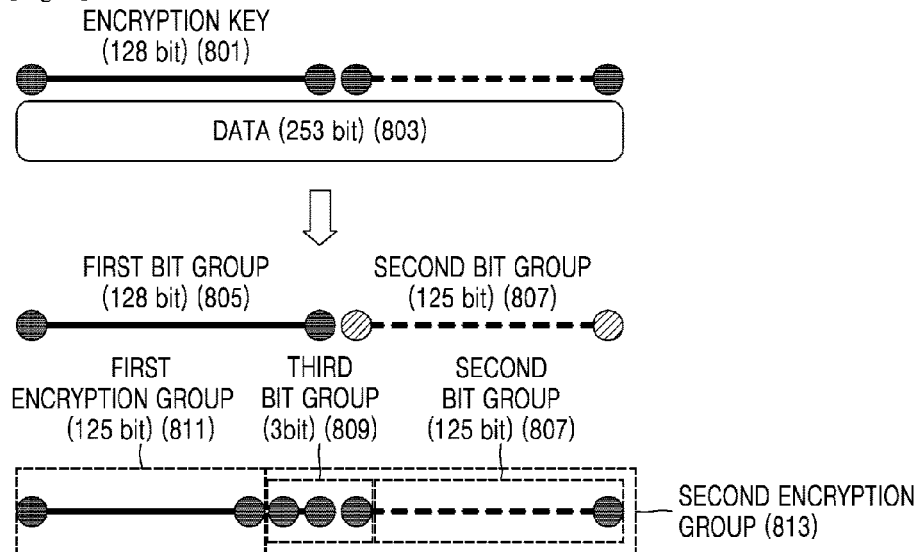 ENCRYPTION KEY
(128 bit) (801)
DATA (253 bit) (803)
FIRST BIT GROUP
(128 bit) (805)
SECOND BIT GROUP
(125 bit) (807)
FIRST
ENCRYPTION GROUP
(125 bit) (811)
THIRD
BIT GROUP
(3bit) (809)
SECOND
BIT GROUP
(125 bit) (807)
SECOND ENCRYPTION
GROUP (813)